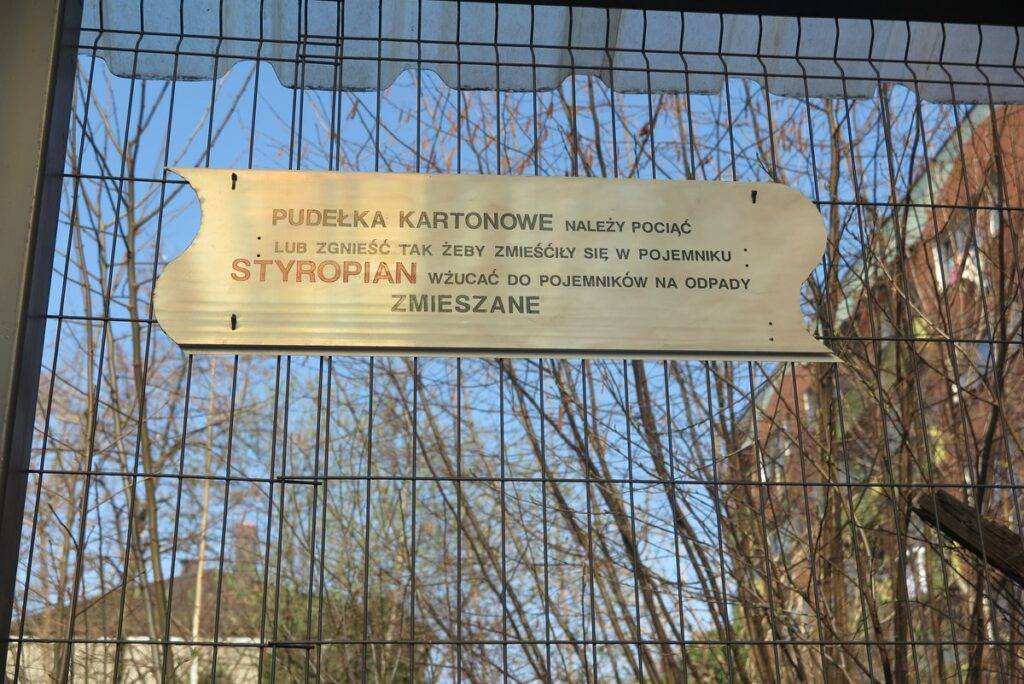 PUDEŁKA KARTONOWE NALEŻY POCIĄĆ
LUB ZGNIEŚĆ TAK ŻEBY ZMIEŚĆIŁY SIĘ W POJEMNIKU
STYROPIAN WŻUCAĆ DO POJEMNIKÓW NA ODPADY
ZMIESZANE